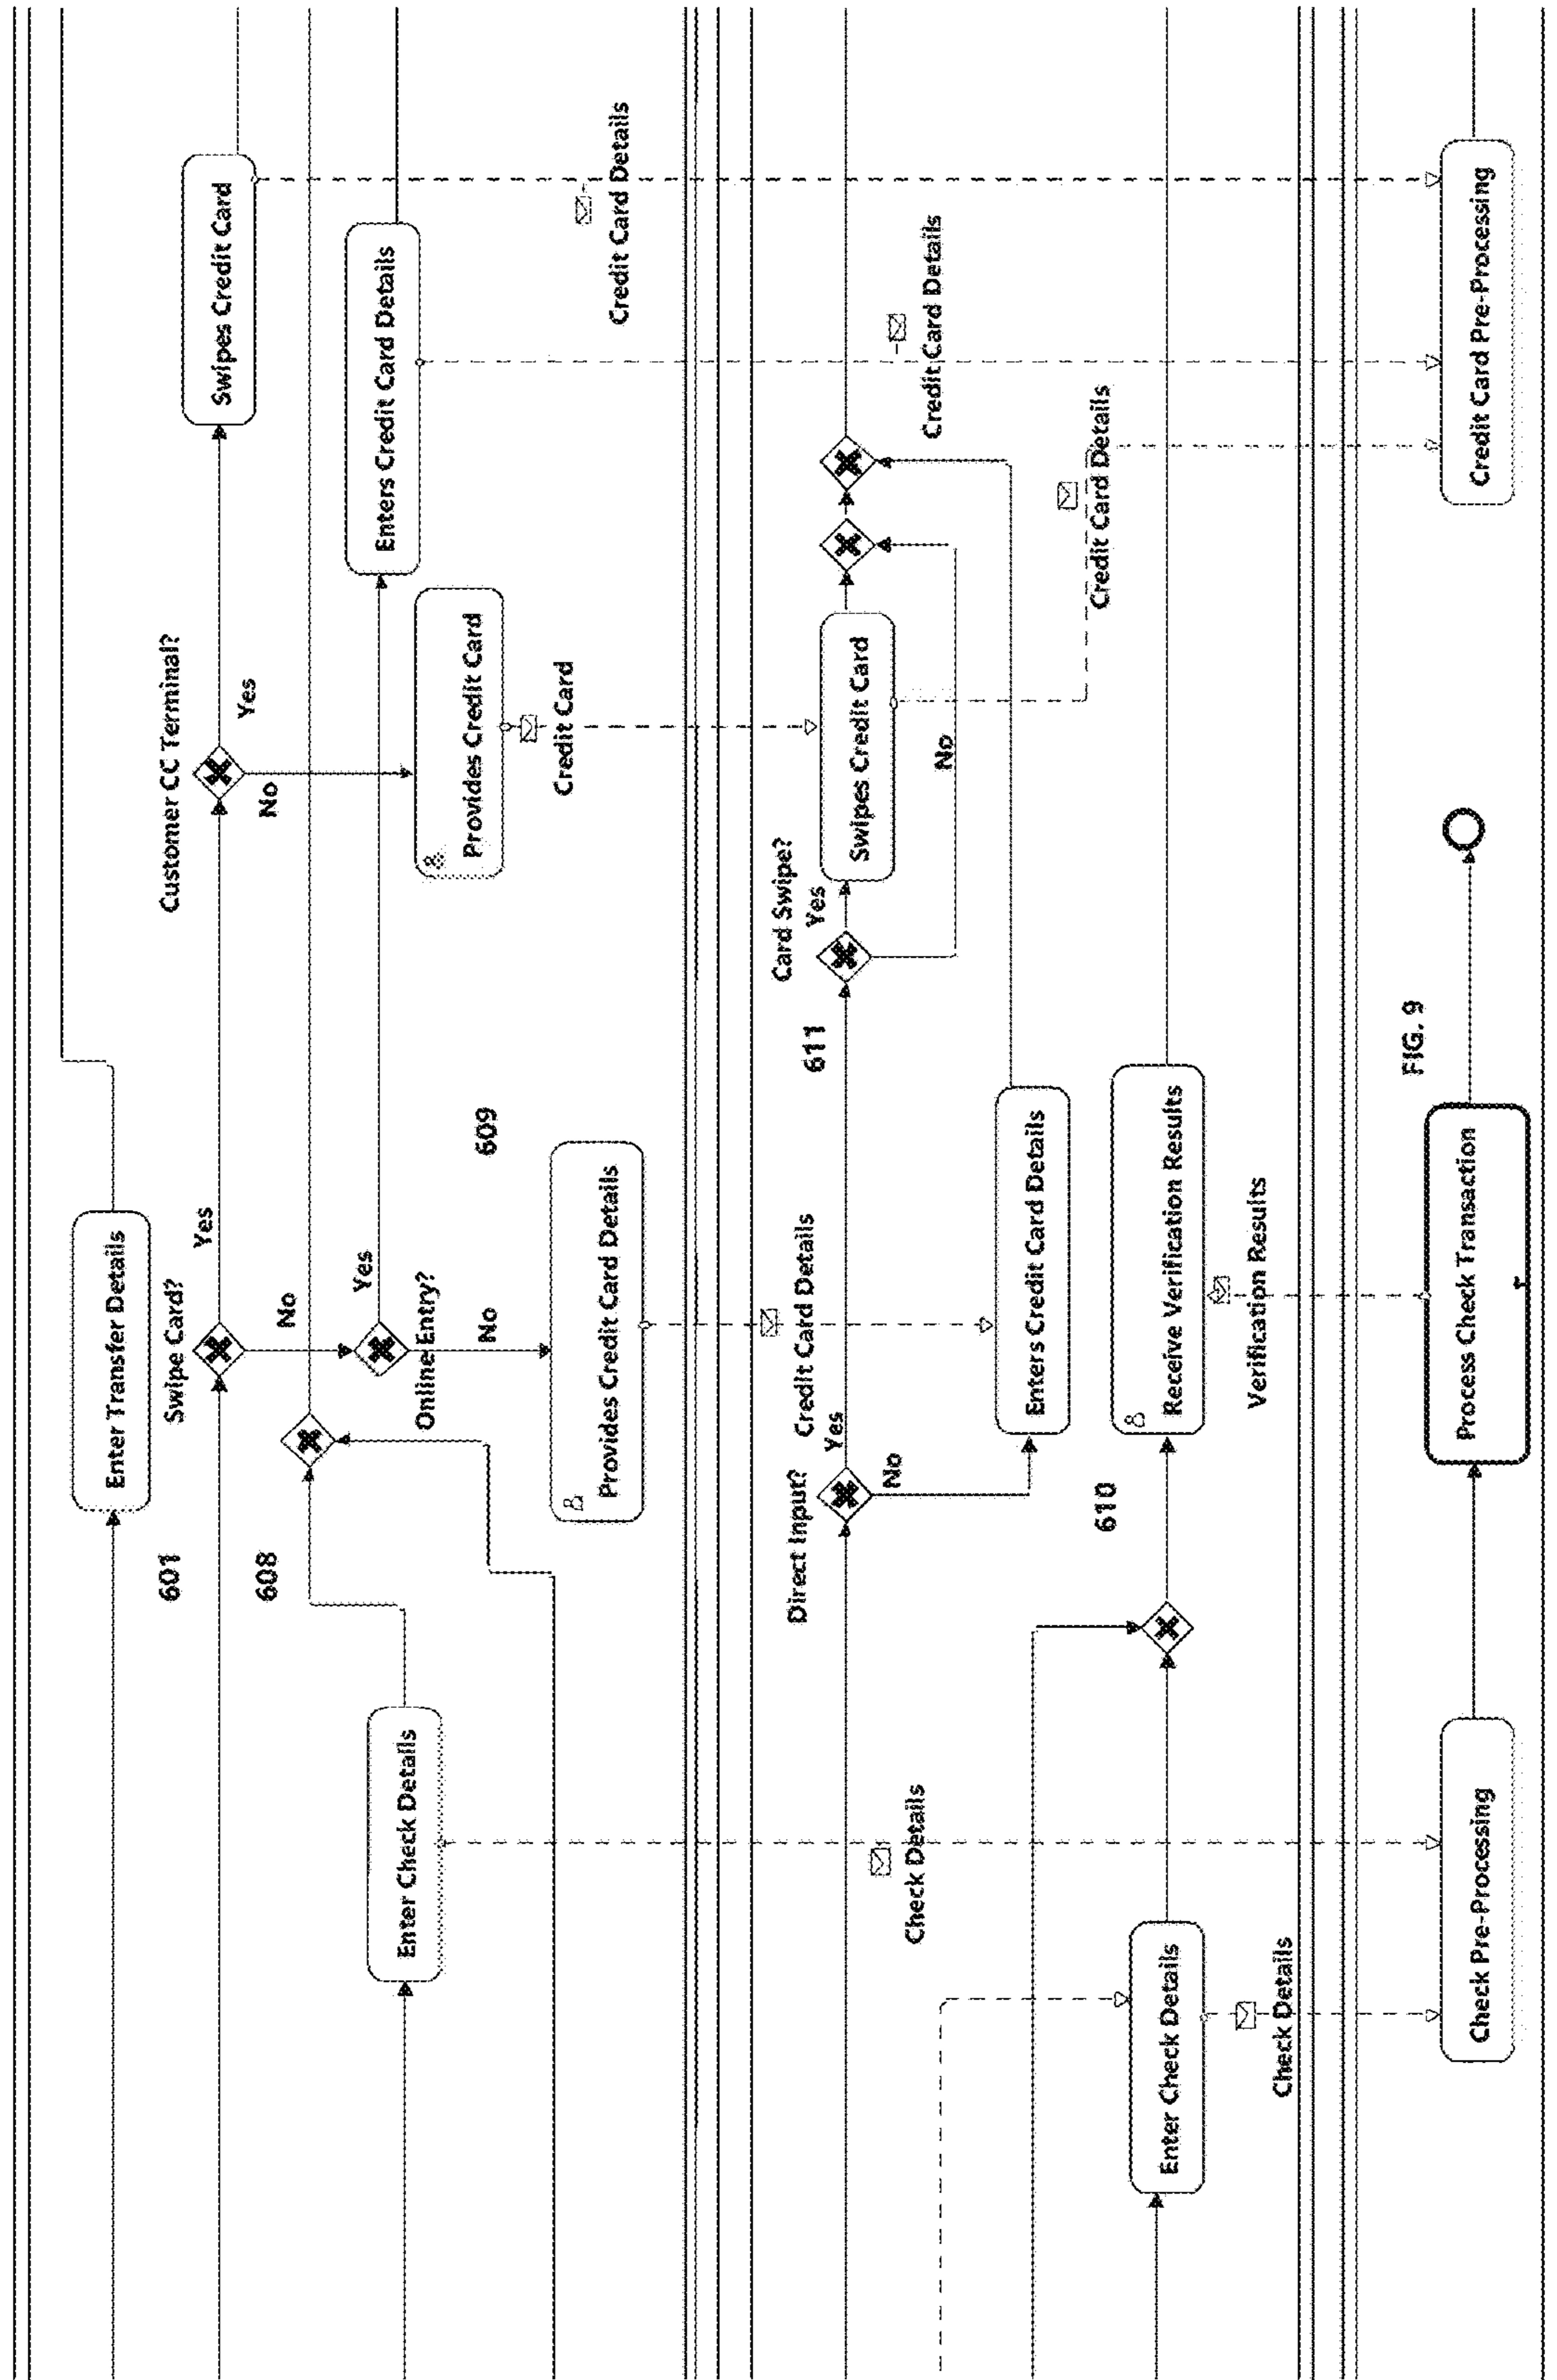 Enter Transfer Details
601
Swipe Card?
Yes
Customer CC Terminal?
Yes
Swipes Credit Card
608
No
No
Enter Check Details
Yes
Online Entry?
Enters Credit Card Details
No
609
Provides Credit Card
Provides Credit Card Details
Credit Card
Credit Card Details
Direct Input?
Yes
Credit Card Details
611
Card Swipe?
Yes
Swipes Credit Card
No
Check Details
No
Credit Card Details
Enters Credit Card Details
Credit Card Details
610
Enter Check Details
Receive Verification Results
Check Details
Verification Results
FIG. 9
Check Pre-Processing
Process Check Transaction
Credit Card Pre-Processing